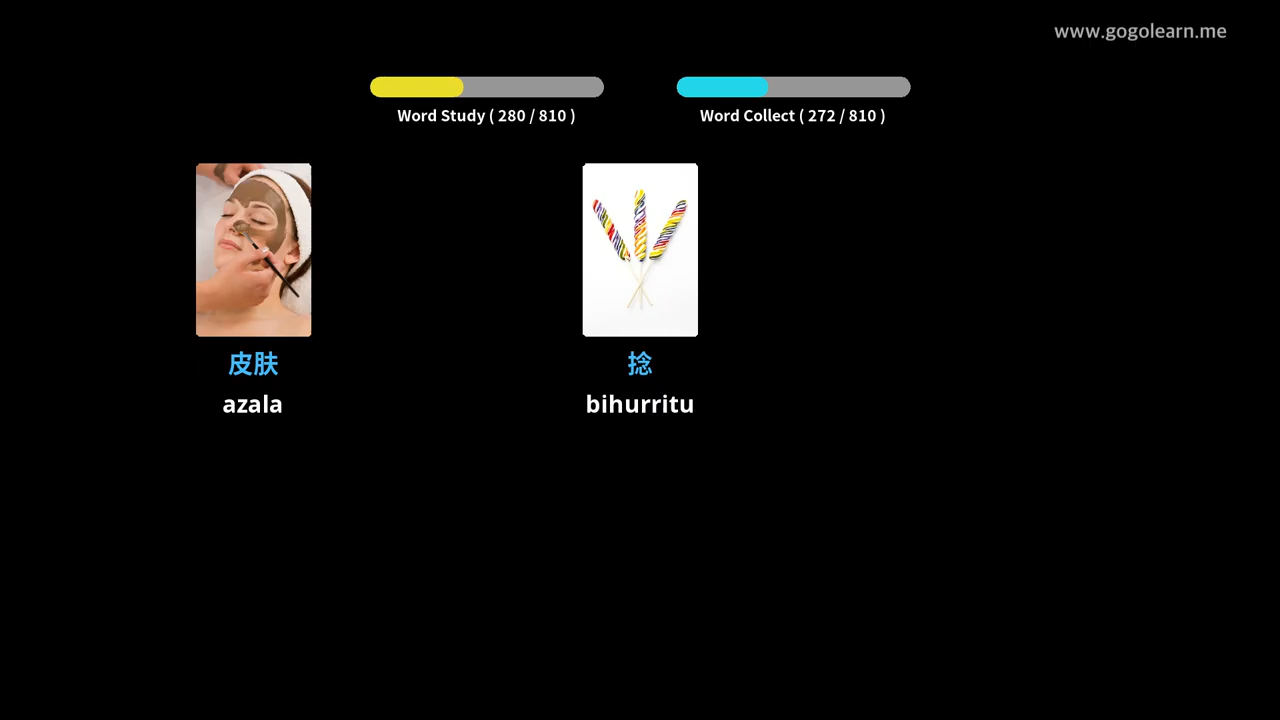 www.gogolearn.me
Word Study ( 280 / 810 )
Word Collect ( 272 / 810 )
皮肤
捻
azala
bihurritu